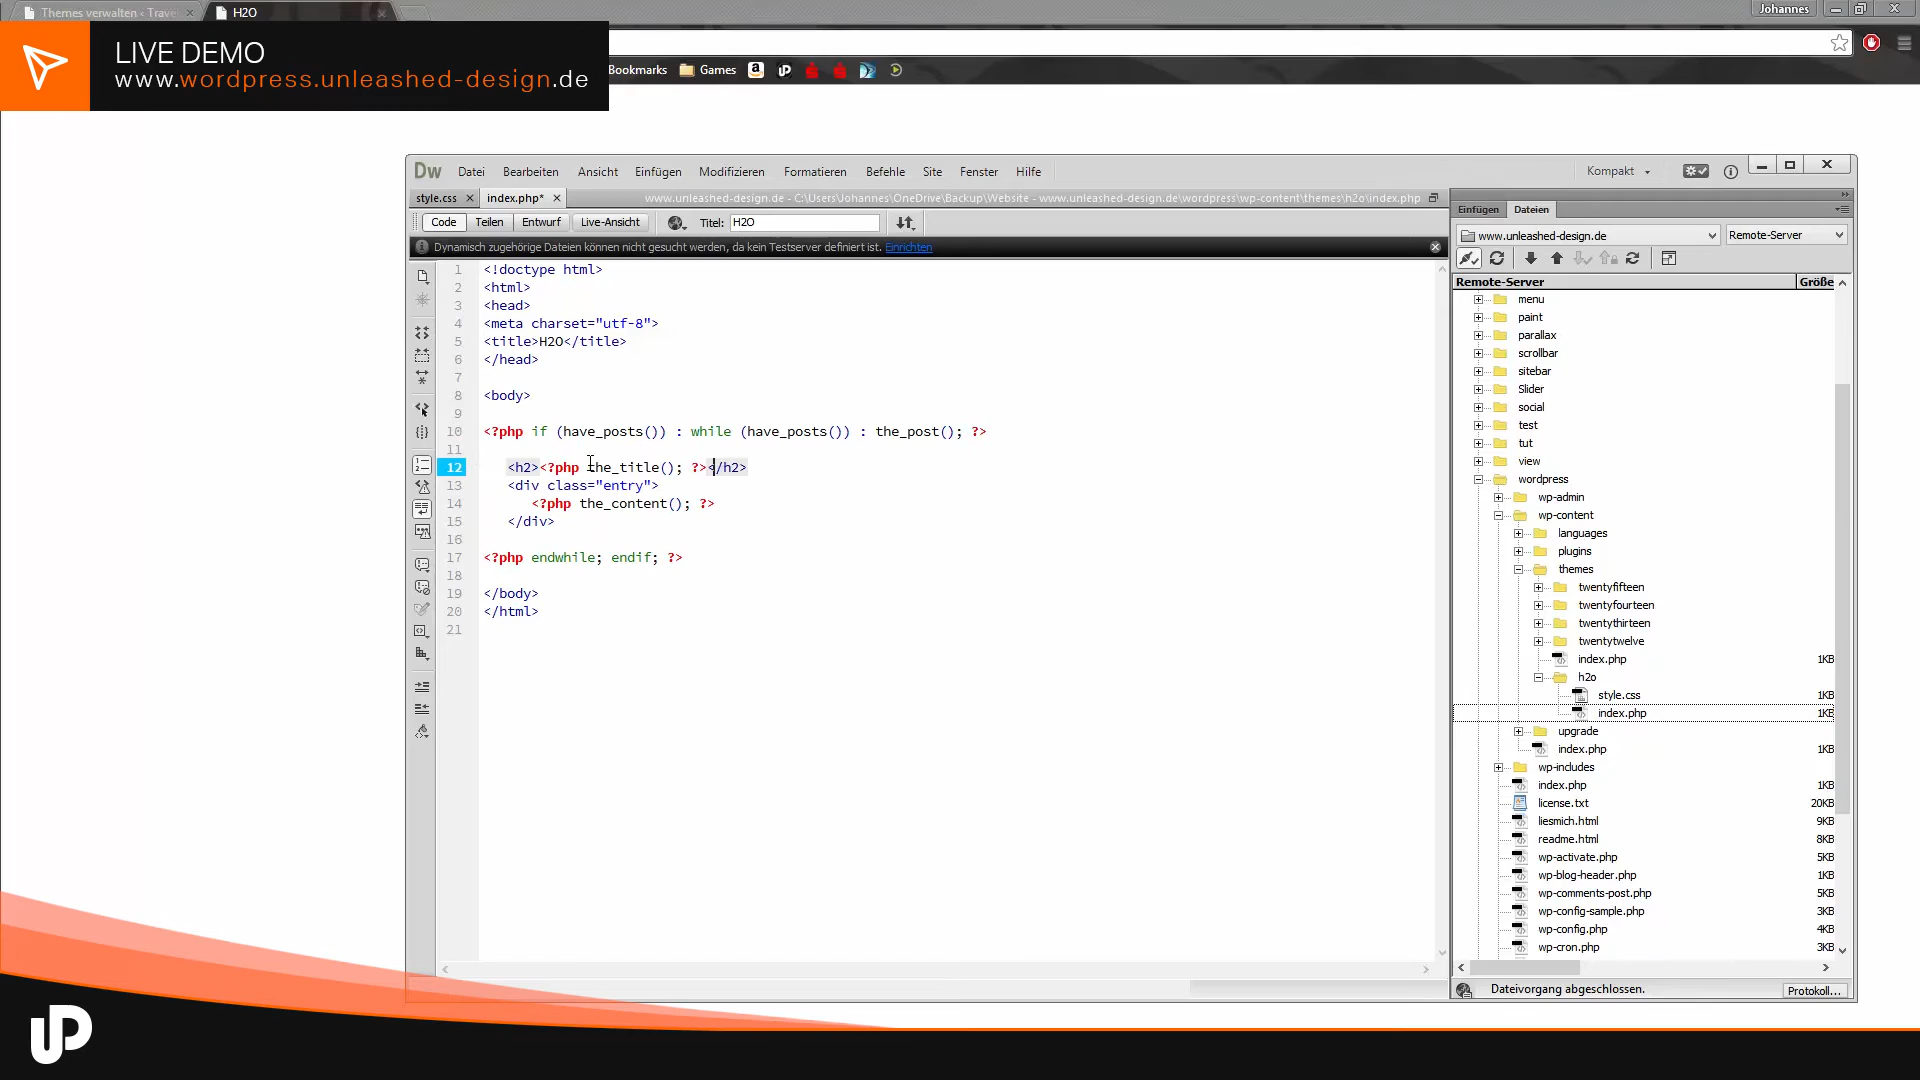 Themes verwalten ‹ Trave
H2O
Johannes
LIVE DEMO
www.wordpress.unleashed-design.de
Bookmarks
Games
Dw
Datei
Bearbeiten
Ansicht
Einfügen
Modifizieren
Formatieren
Befehle
Site
Fenster
Hilfe
Kompakt
style.css
index.php*
www.unleashed-design.de - C:\Users\Johannes\OneDrive\Backup\Website - www.unleashed-design.de\wordpress\wp-content\themes\h2o\index.php
Code
Teilen
Entwurf
Live-Ansicht
Titel: H2O
Dynamisch zugehörige Dateien können nicht gesucht werden, da kein Testserver definiert ist. Einrichten
1 <!doctype html>
2 <html>
3 <head>
4 <meta charset="utf-8">
5 <title>H2O</title>
6 </head>
7
8 <body>
9
10 <?php if (have_posts()) : while (have_posts()) : the_post(); ?>
11
12 <h2><?php the_title(); ?></h2>
13 <div class="entry">
14 <?php the_content(); ?>
15 </div>
16
17 <?php endwhile; endif; ?>
18
19 </body>
20 </html>
21
Einfügen
Dateien
www.unleashed-design.de
Remote-Server
Remote-Server
Größe
menu
paint
parallax
scrollbar
sitebar
Slider
social
test
tut
view
wordpress
wp-admin
wp-content
languages
plugins
themes
twentyfifteen
twentyfourteen
twentythirteen
twentytwelve
index.php 1KB
h2o
style.css 1KB
index.php 1KB
upgrade
index.php 1KB
wp-includes
index.php 1KB
license.txt 20KB
liesmich.html 9KB
readme.html 8KB
wp-activate.php 5KB
wp-blog-header.php 1KB
wp-comments-post.php 5KB
wp-config-sample.php 3KB
wp-config.php 4KB
wp-cron.php 3KB
Dateivorgang abgeschlossen.
Protokoll...
UP